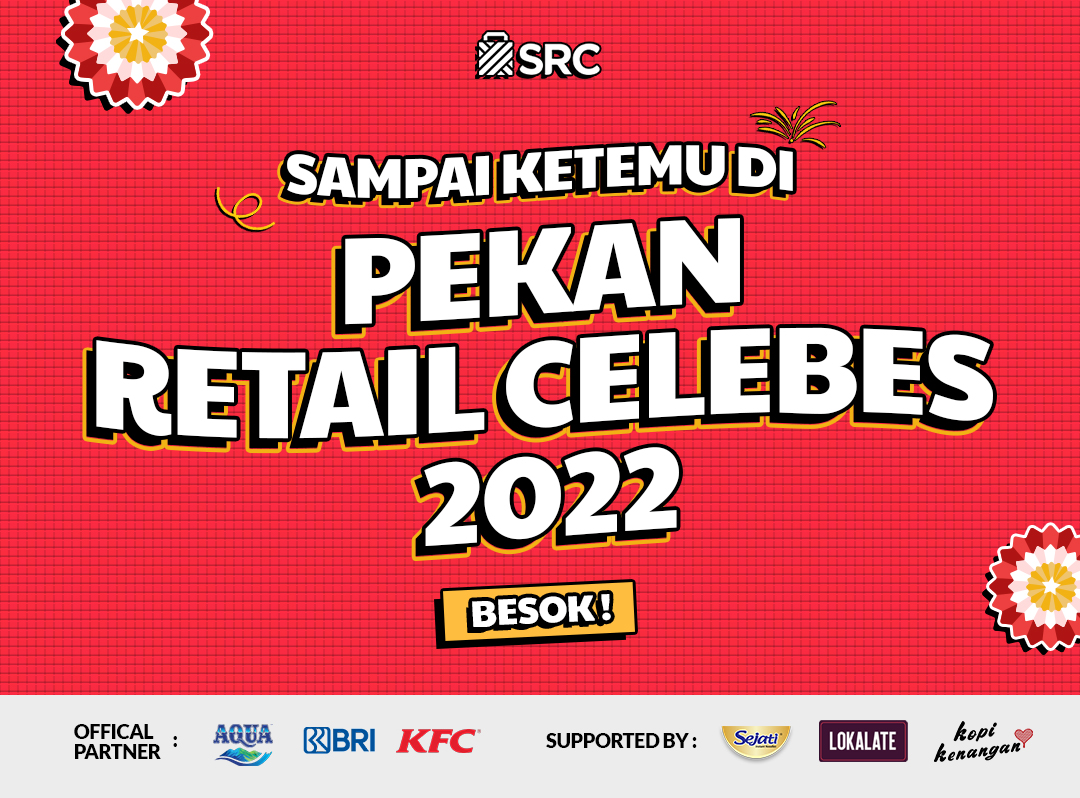 SRC
SAMPAI KETEMU DI
PEKAN
RETAIL CELEBES
2022
BESOK!
OFFICAL
PARTNER :
AQUA
BRI
KFC
SUPPORTED BY :
Sejati
LOKALATE
kopi
kenangan